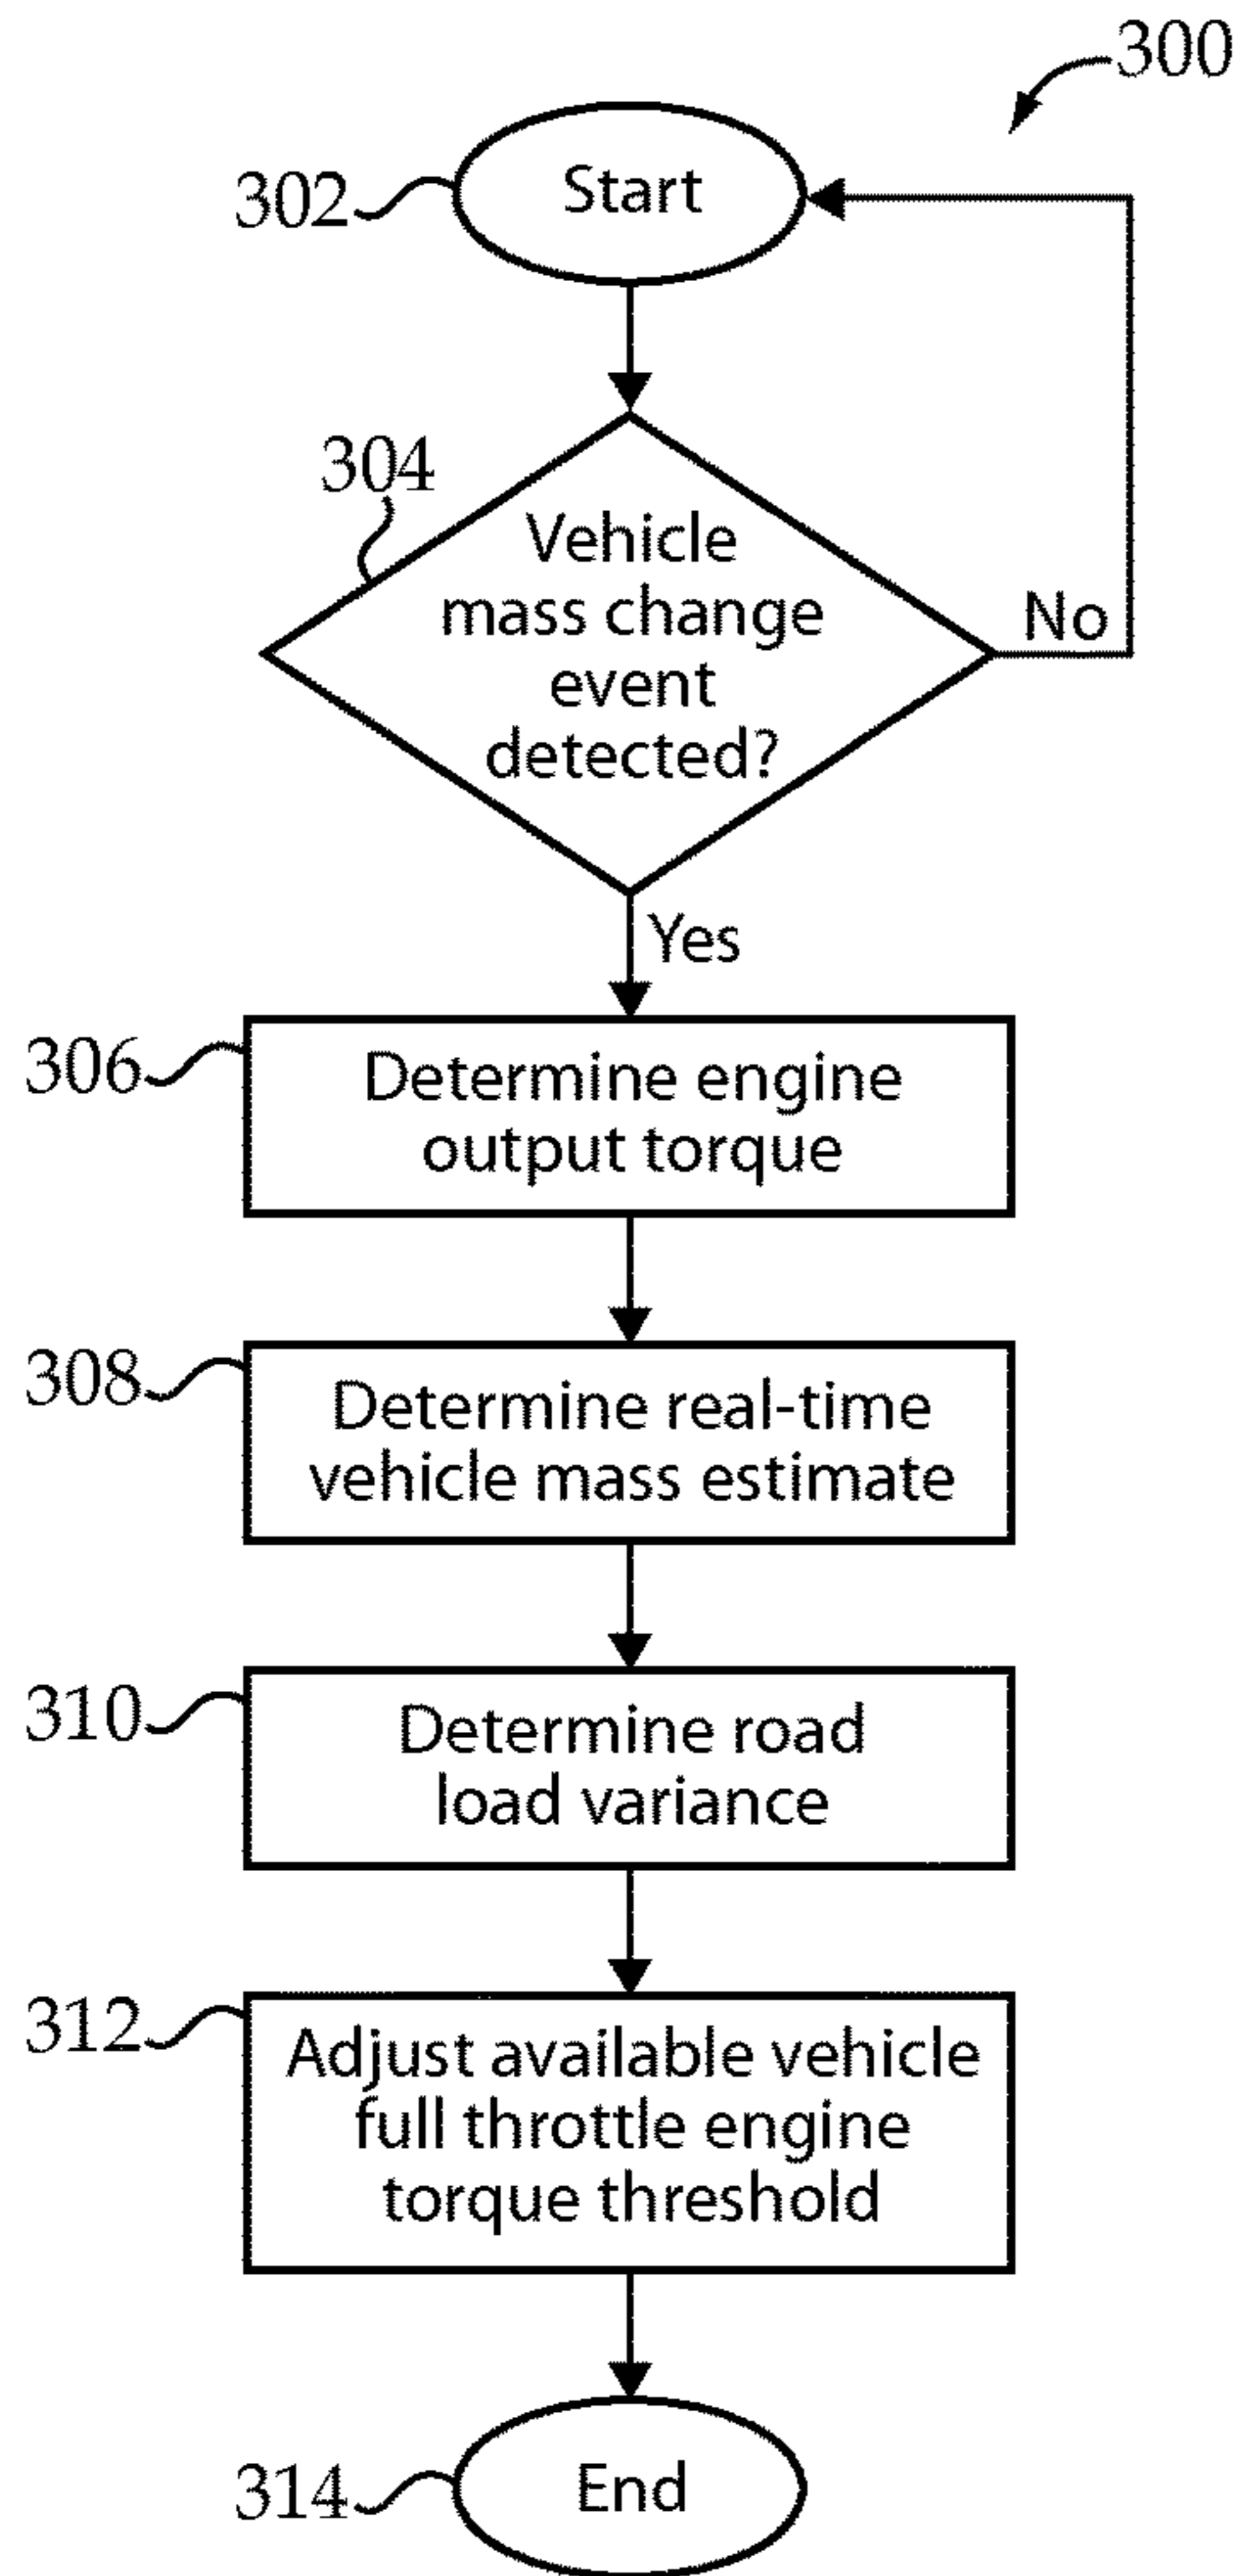 300
302
Start
304
Vehicle
mass change
event
detected?
No
Yes
306
Determine engine
output torque
308
Determine real-time
vehicle mass estimate
310
Determine road
load variance
312
Adjust available vehicle
full throttle engine
torque threshold
314
End